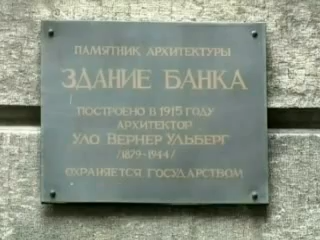 ПАМЯТНИК АРХИТЕКТУРЫ
ЗДАНИЕ БАНКА
ПОСТРОЕНО В 1915 ГОДУ
АРХИТЕКТОР
УЛО ВЕРНЕР УЛЬБЕРГ
/1879-1944/
ОХРАНЯЕТСЯ ГОСУДАРСТВОМ